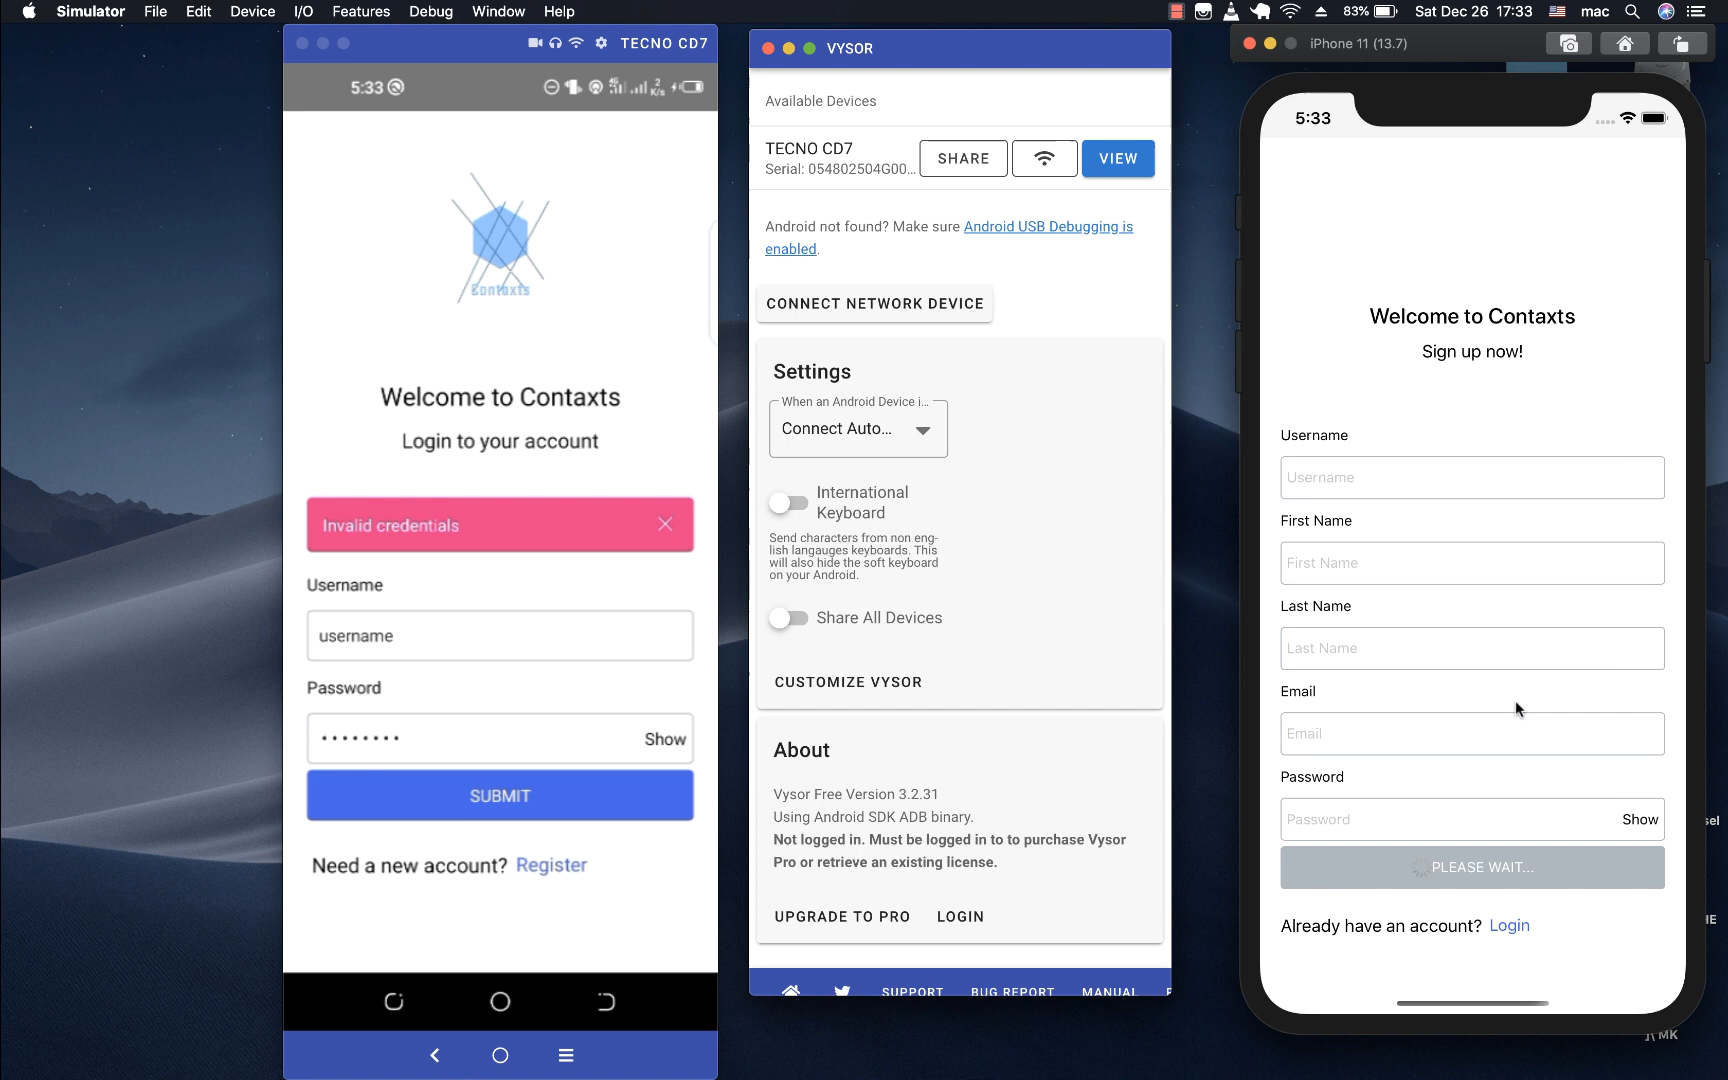 Simulator File Edit Device I/O Features Debug Window Help
83% Sat Dec 26 17:33 mac
TECNO CD7
5:33
4G 2 K/s
Contaxts
Welcome to Contaxts
Login to your account
Invalid credentials
Username
username
Password
Show
SUBMIT
Need a new account? Register
VYSOR
Available Devices
TECNO CD7
Serial: 054802504G00...
SHARE
VIEW
Android not found? Make sure Android USB Debugging is
enabled.
CONNECT NETWORK DEVICE
Settings
When an Android Device i...
Connect Auto...
International
Keyboard
Send characters from non eng-
lish langauges keyboards. This
will also hide the soft keyboard
on your Android.
Share All Devices
CUSTOMIZE VYSOR
About
Vysor Free Version 3.2.31
Using Android SDK ADB binary.
Not logged in. Must be logged in to to purchase Vysor
Pro or retrieve an existing license.
UPGRADE TO PRO LOGIN
SUPPORT BUG REPORT MANUAL
iPhone 11 (13.7)
5:33
Welcome to Contaxts
Sign up now!
Username
Username
First Name
First Name
Last Name
Last Name
Email
Email
Password
Password
Show
PLEASE WAIT...
Already have an account? Login
sel
MK